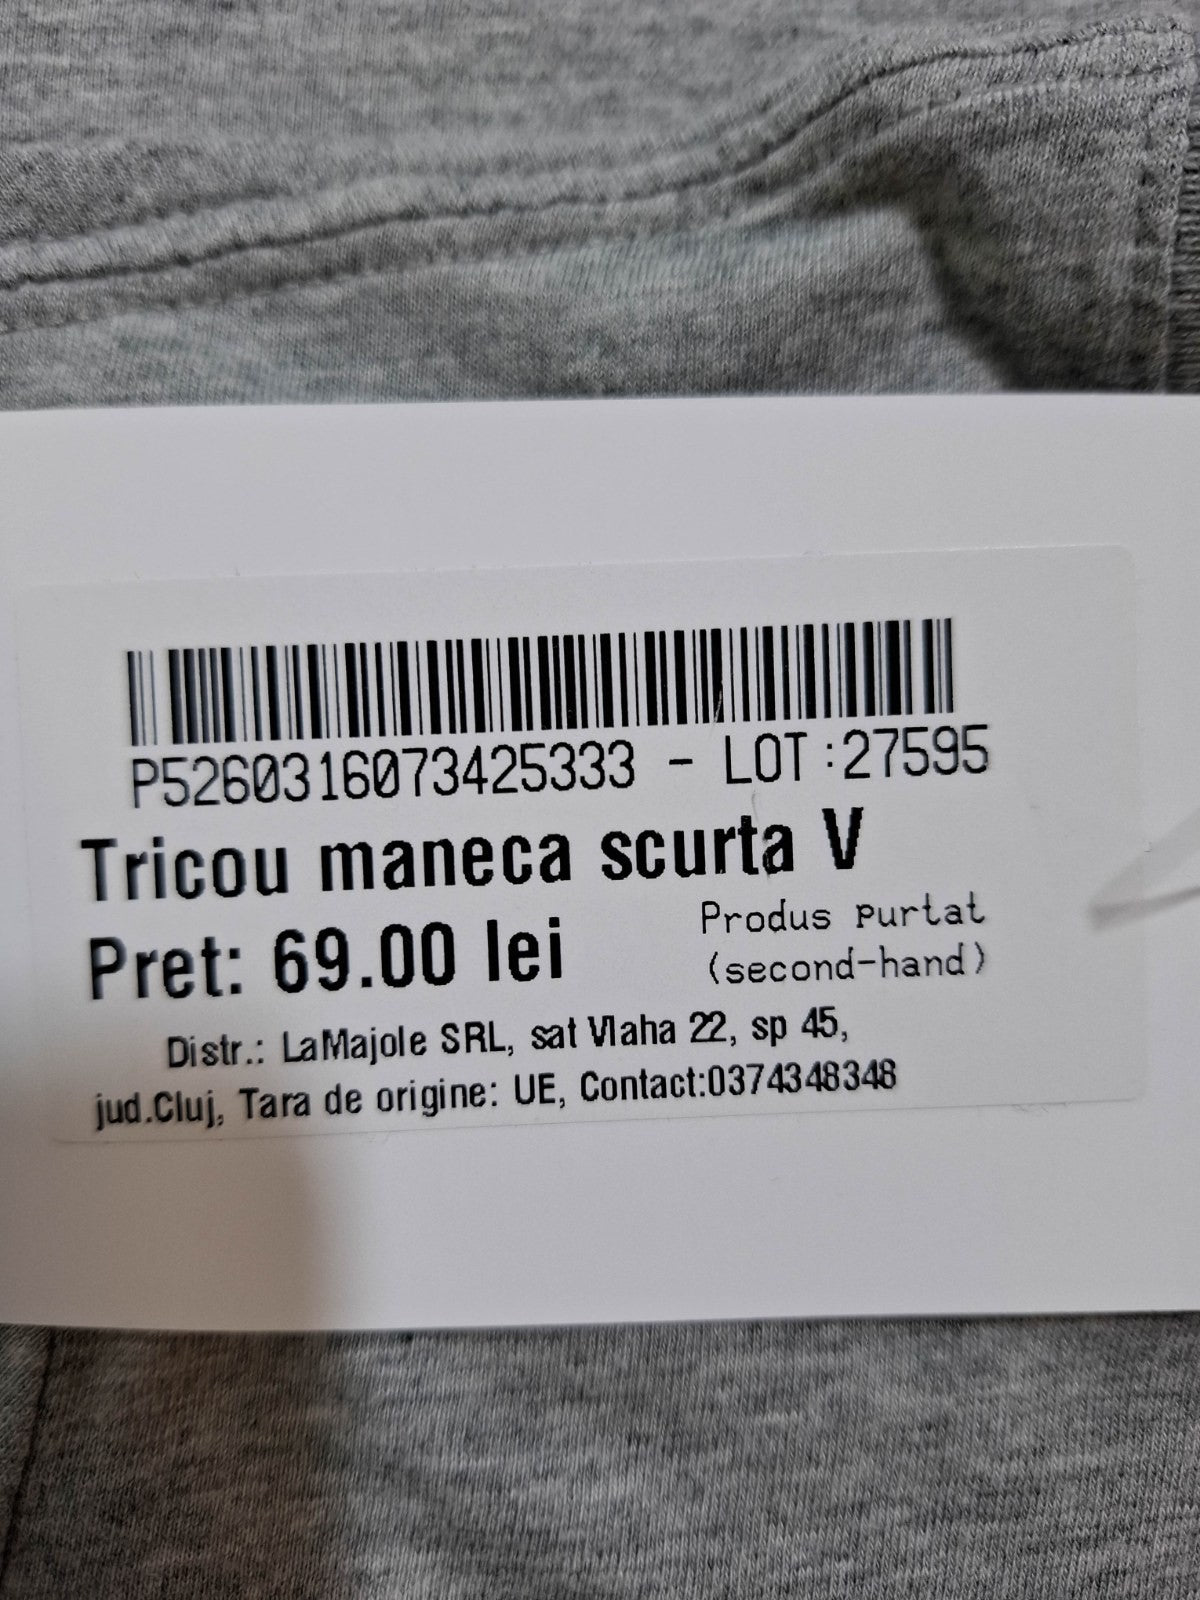 P5260316073425333 - LOT:27595
Tricou maneca scurta V
Pret: 69.00 lei
Produs purtat
(second-hand)
Distr.: LaMajole SRL, sat Vlaha 22, sp 45,
jud.Cluj, Tara de origine: UE, Contact:0374348348